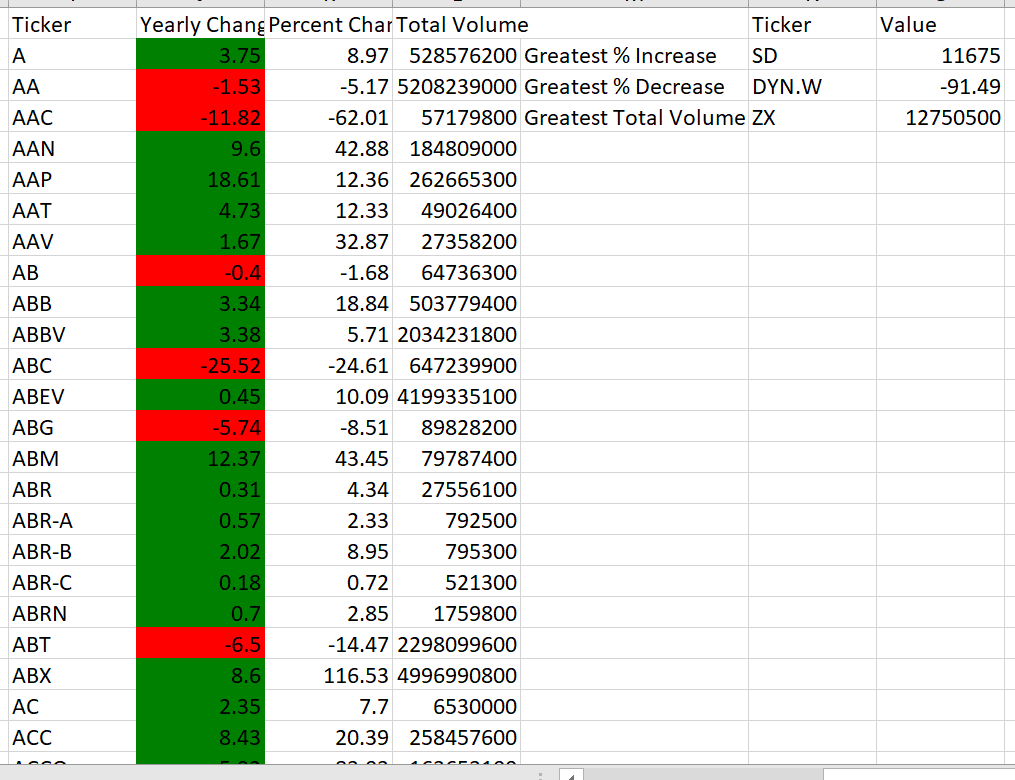 Ticker Yearly Chang Percent Char Total Volume Ticker Value
A 3.75 8.97 528576200 Greatest % Increase SD 11675
AA -1.53 -5.17 5208239000 Greatest % Decrease DYN.W -91.49
AAC -11.82 -62.01 57179800 Greatest Total Volume ZX 12750500
AAN 9.6 42.88 184809000
AAP 18.61 12.36 262665300
AAT 4.73 12.33 49026400
AAV 1.67 32.87 27358200
AB -0.4 -1.68 64736300
ABB 3.34 18.84 503779400
ABBV 3.38 5.71 2034231800
ABC -25.52 -24.61 647239900
ABEV 0.45 10.09 4199335100
ABG -5.74 -8.51 89828200
ABM 12.37 43.45 79787400
ABR 0.31 4.34 27556100
ABR-A 0.57 2.33 792500
ABR-B 2.02 8.95 795300
ABR-C 0.18 0.72 521300
ABRN 0.7 2.85 1759800
ABT -6.5 -14.47 2298099600
ABX 8.6 116.53 4996990800
AC 2.35 7.7 6530000
ACC 8.43 20.39 258457600